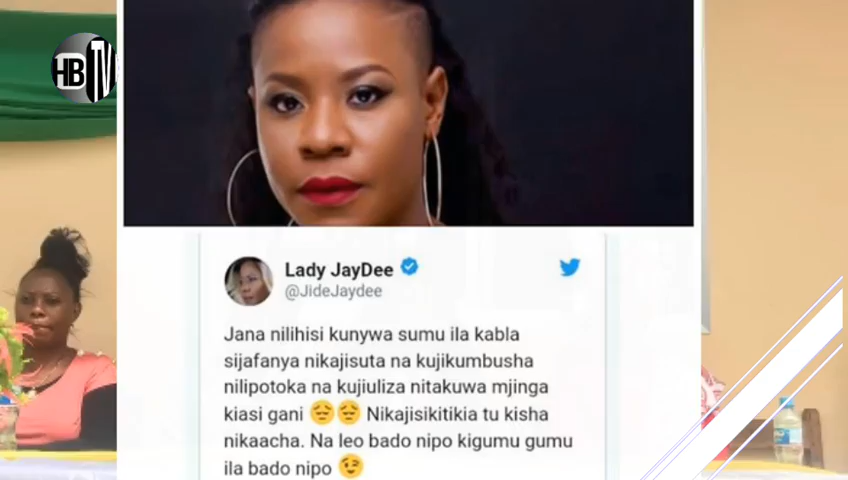 HB TV
Lady JayDee
@JideJaydee
Jana nilihisi kunywa sumu ila kabla
sijafanya nikajisuta na kujikumbusha
nilipotoka na kujiuliza nitakuwa mjinga
kiasi gani 😔😔 Nikajisikitikia tu kisha
nikaacha. Na leo bado nipo kigumu gumu
ila bado nipo 😉